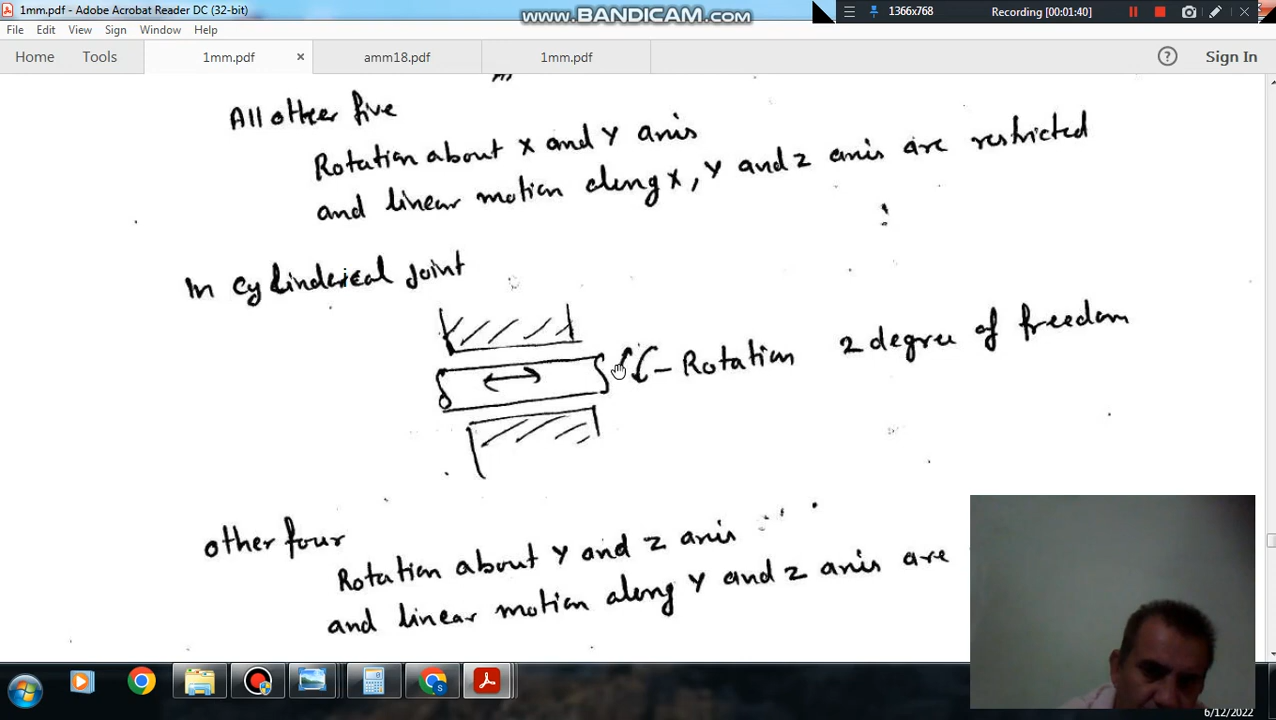 1mm.pdf - Adobe Acrobat Reader DC (32-bit)
www.BANDICAM.com
1366x768
Recording [00:01:40]
File Edit View Sign Window Help
Home Tools 1mm.pdf × amm18.pdf 1mm.pdf ? Sign In
All other five
Rotation about X and Y axis
and linear motion along X, Y and Z axis are restricted
In Cylinderical Joint
- Rotation 2 degree of freedom
other four
Rotation about Y and Z axis
and linear motion along Y and Z axis are
6/12/2022